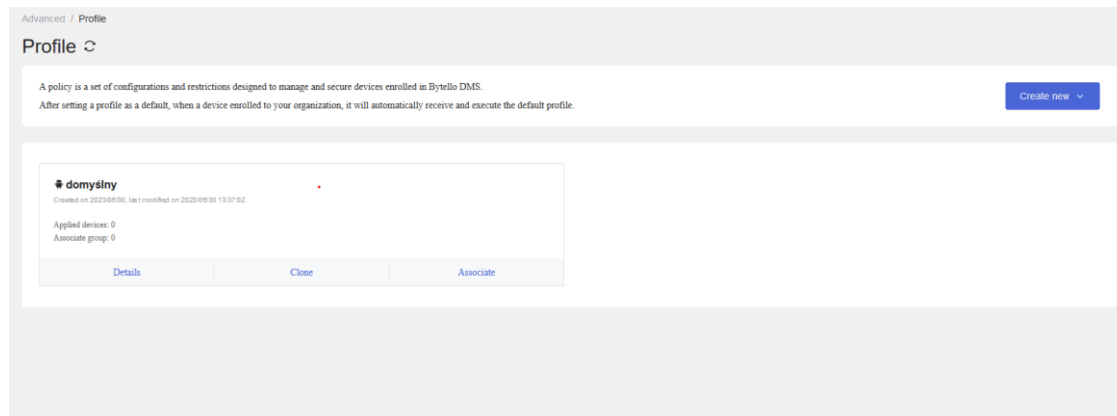 Advanced / Profile
Profile
A policy is a set of configurations and restrictions designed to manage and secure devices enrolled in Bytello DMS.
After setting a profile as a default, when a device enrolled to your organization, it will automatically receive and execute the default profile.
Create new
domyślny
Created on 2023/06/30, last modified on 2023/06/30 13:37:02
Applied devices: 0
Associate group: 0
Details Clone Associate